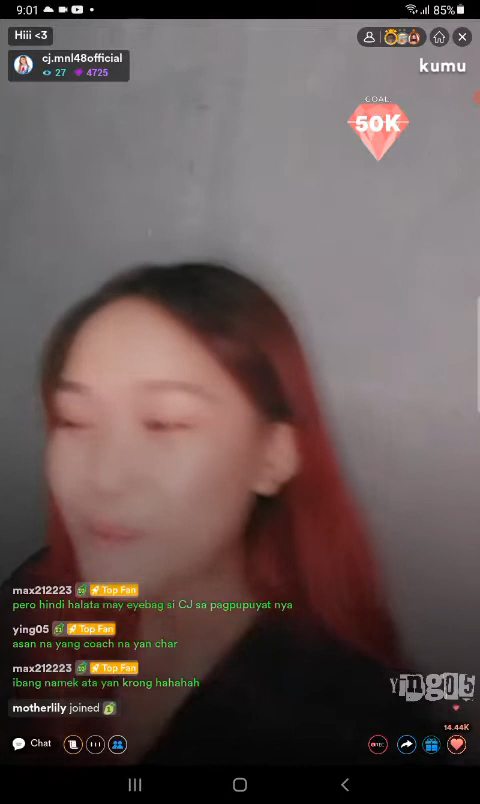 9:01
85%
Hiii <3
cj.mnl48official
27 4725
kumu
GOAL:
50K
max212223 Top Fan
pero hindi halata may eyebag si CJ sa pagpupuyat nya
ying05 Top Fan
asan na yang coach na yan char
max212223 Top Fan
ibang namek ata yan krong hahahah
motherlily joined
Ying05
14.44K
Chat